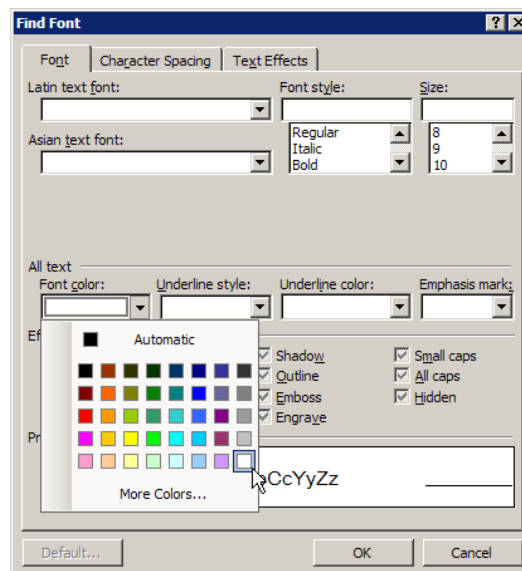 Find Font
Font Character Spacing Text Effects
Latin text font: Font style: Size:
Regular 8
Asian text font: Italic 9
Bold 10
All text
Font color: Underline style: Underline color: Emphasis mark:
Automatic
Shadow Small caps
Outline All caps
Emboss Hidden
Engrave
CcYyZz
More Colors...
Default... OK Cancel